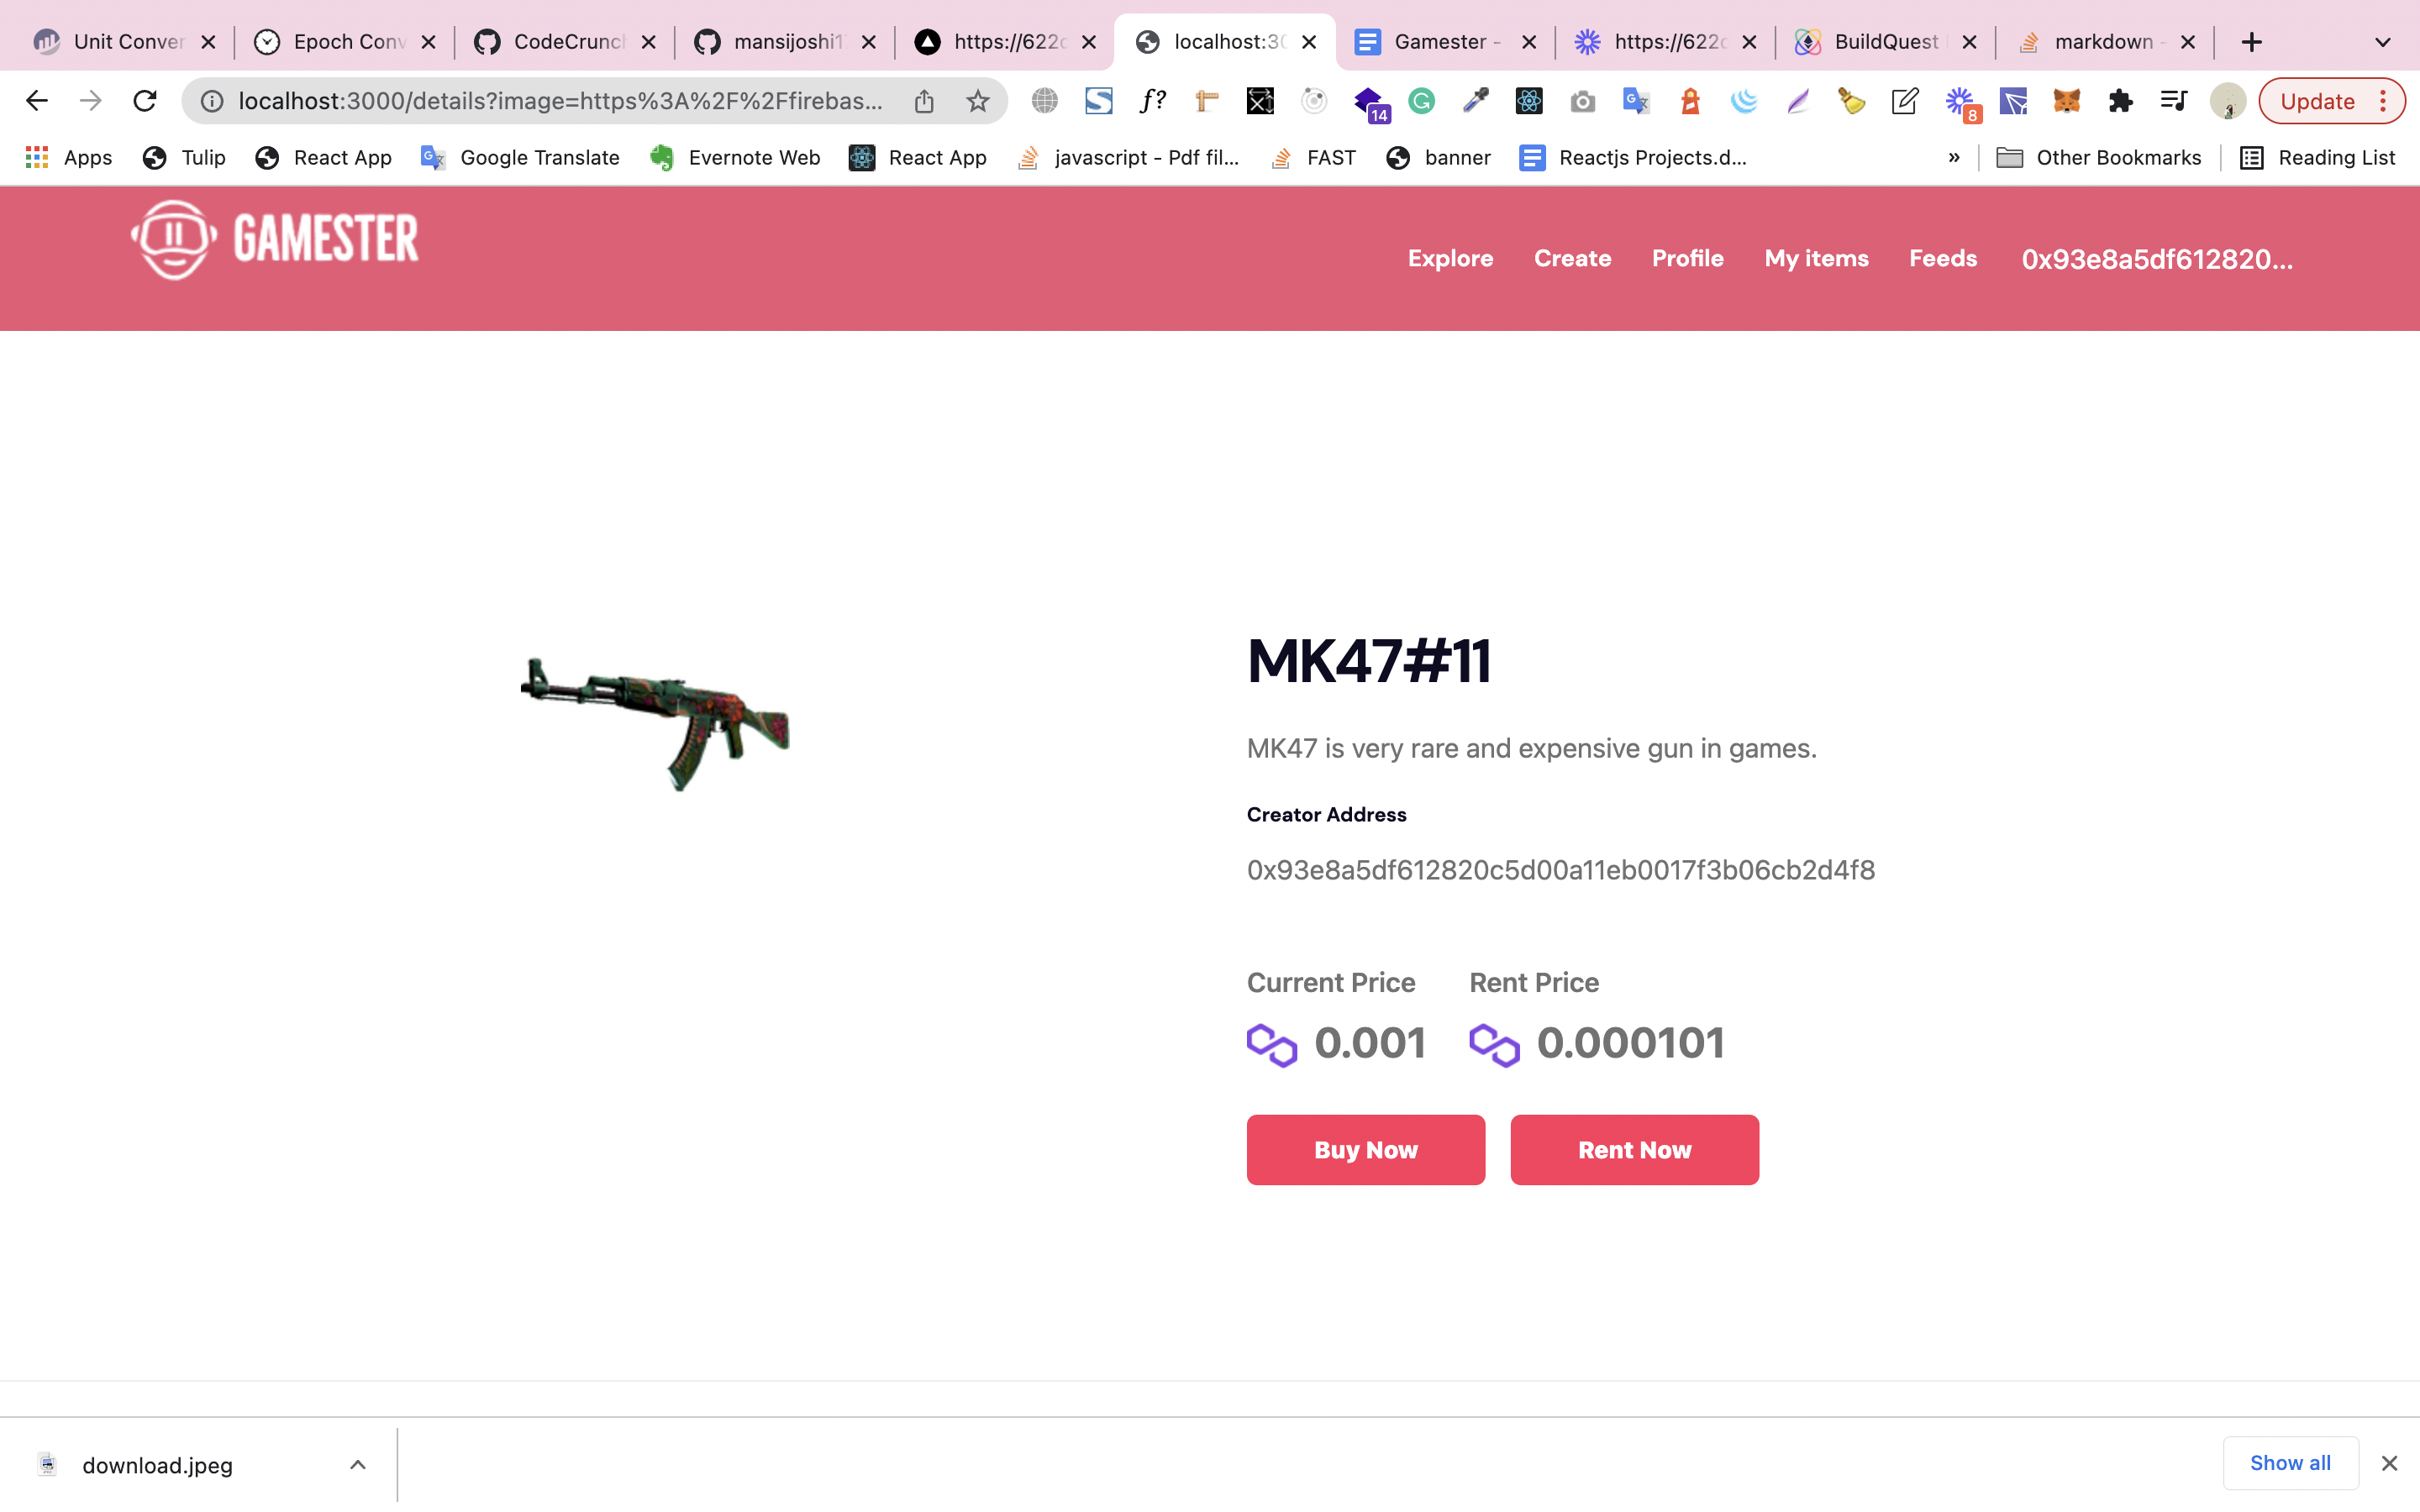 Unit Conver
Epoch Conv
CodeCrunch
mansijoshi1
https://622c
localhost:30
Gamester -
https://622c
BuildQuest
markdown -
localhost:3000/details?image=https%3A%2F%2Ffirebas...
f?
14
8
Update
Apps
Tulip
React App
Google Translate
Evernote Web
React App
javascript - Pdf fil...
FAST
banner
Reactjs Projects.d...
»
Other Bookmarks
Reading List
GAMESTER
Explore
Create
Profile
My items
Feeds
0x93e8a5df612820...
MK47#11
MK47 is very rare and expensive gun in games.
Creator Address
0x93e8a5df612820c5d00a11eb0017f3b06cb2d4f8
Current Price
Rent Price
0.001
0.000101
Buy Now
Rent Now
download.jpeg
Show all